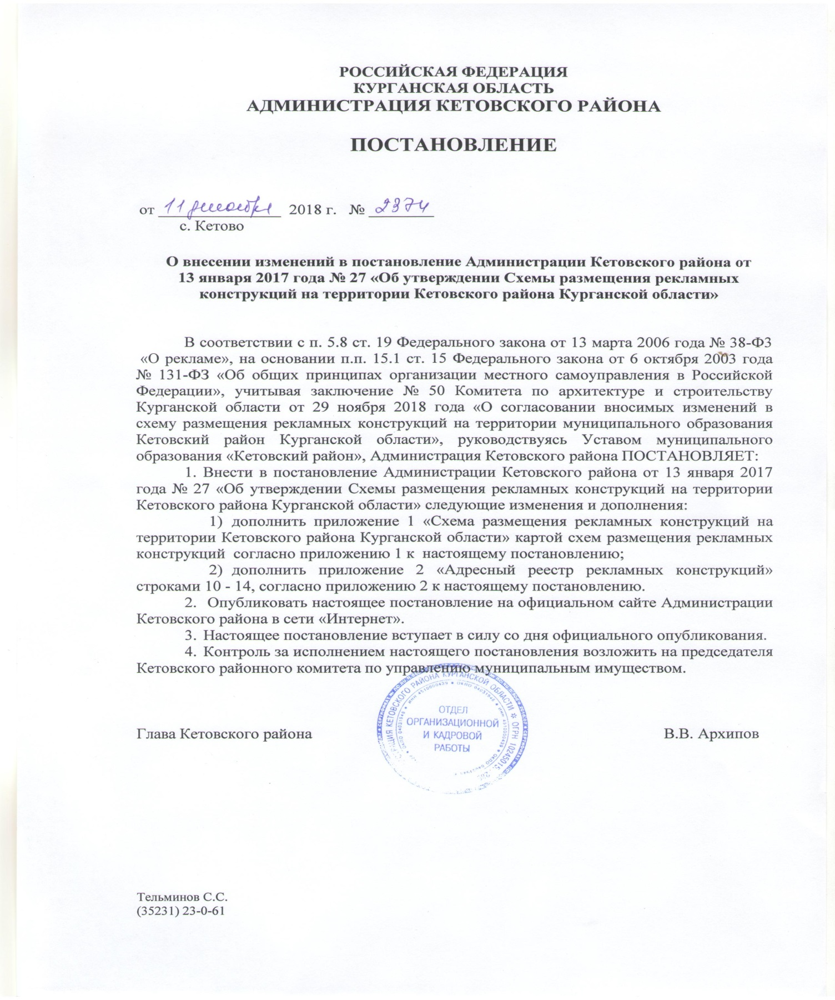 РОССИЙСКАЯ ФЕДЕРАЦИЯ
КУРГАНСКАЯ ОБЛАСТЬ
АДМИНИСТРАЦИЯ КЕТОВСКОГО РАЙОНА
ПОСТАНОВЛЕНИЕ
от 11 декабря 2018 г. № 2374
с. Кетово
О внесении изменений в постановление Администрации Кетовского района от
13 января 2017 года № 27 «Об утверждении Схемы размещения рекламных
конструкций на территории Кетовского района Курганской области»
В соответствии с п. 5.8 ст. 19 Федерального закона от 13 марта 2006 года № 38-ФЗ
«О рекламе», на основании п.п. 15.1 ст. 15 Федерального закона от 6 октября 2003 года
№ 131-ФЗ «Об общих принципах организации местного самоуправления в Российской
Федерации», учитывая заключение № 50 Комитета по архитектуре и строительству
Курганской области от 29 ноября 2018 года «О согласовании вносимых изменений в
схему размещения рекламных конструкций на территории муниципального образования
Кетовский район Курганской области», руководствуясь Уставом муниципального
образования «Кетовский район», Администрация Кетовского района ПОСТАНОВЛЯЕТ:
1. Внести в постановление Администрации Кетовского района от 13 января 2017
года № 27 «Об утверждении Схемы размещения рекламных конструкций на территории
Кетовского района Курганской области» следующие изменения и дополнения:
1) дополнить приложение 1 «Схема размещения рекламных конструкций на
территории Кетовского района Курганской области» картой схем размещения рекламных
конструкций согласно приложению 1 к настоящему постановлению;
2) дополнить приложение 2 «Адресный реестр рекламных конструкций»
строками 10 - 14, согласно приложению 2 к настоящему постановлению.
2. Опубликовать настоящее постановление на официальном сайте Администрации
Кетовского района в сети «Интернет».
3. Настоящее постановление вступает в силу со дня официального опубликования.
4. Контроль за исполнением настоящего постановления возложить на председателя
Кетовского районного комитета по управлению муниципальным имуществом.
КЕТОВСКОГО РАЙОНА КУРГАНСКОЙ ОБЛАСТИ * ОГРН
ИНН 4510000439 * ОКПО 04031948 * ИНН 4510000439 * ОКПО
ОТДЕЛ
ОРГАНИЗАЦИОННОЙ
И КАДРОВОЙ
РАБОТЫ
Глава Кетовского района В.В. Архипов
Тельминов С.С.
(35231) 23-0-61